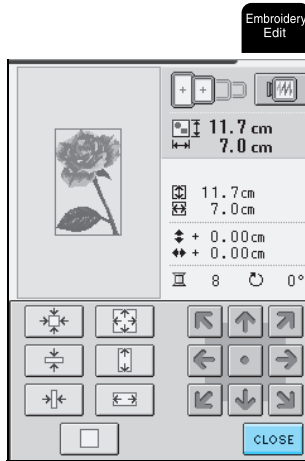 Embroidery
Edit
11.7 cm
7.0 cm
11.7cm
7.0cm
+ 0.00cm
+ 0.00cm
8 0°
CLOSE